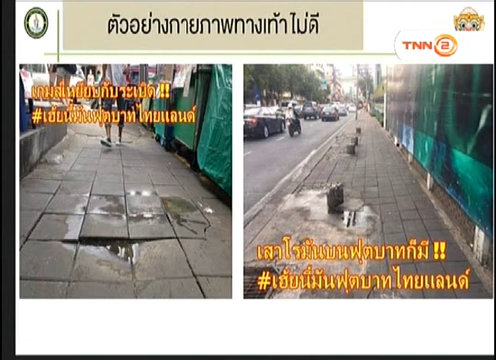 ตัวอย่างกายภาพทางเท้าไม่ดี
TNN 2
เกมส์เหยียบกับระเบิด !!
#เฮ้ยนี่มันฟุตบาทไทยแลนด์
เสาโรมันบนฟุตบาทก็มี !!
#เฮ้ยนี่มันฟุตบาทไทยแลนด์